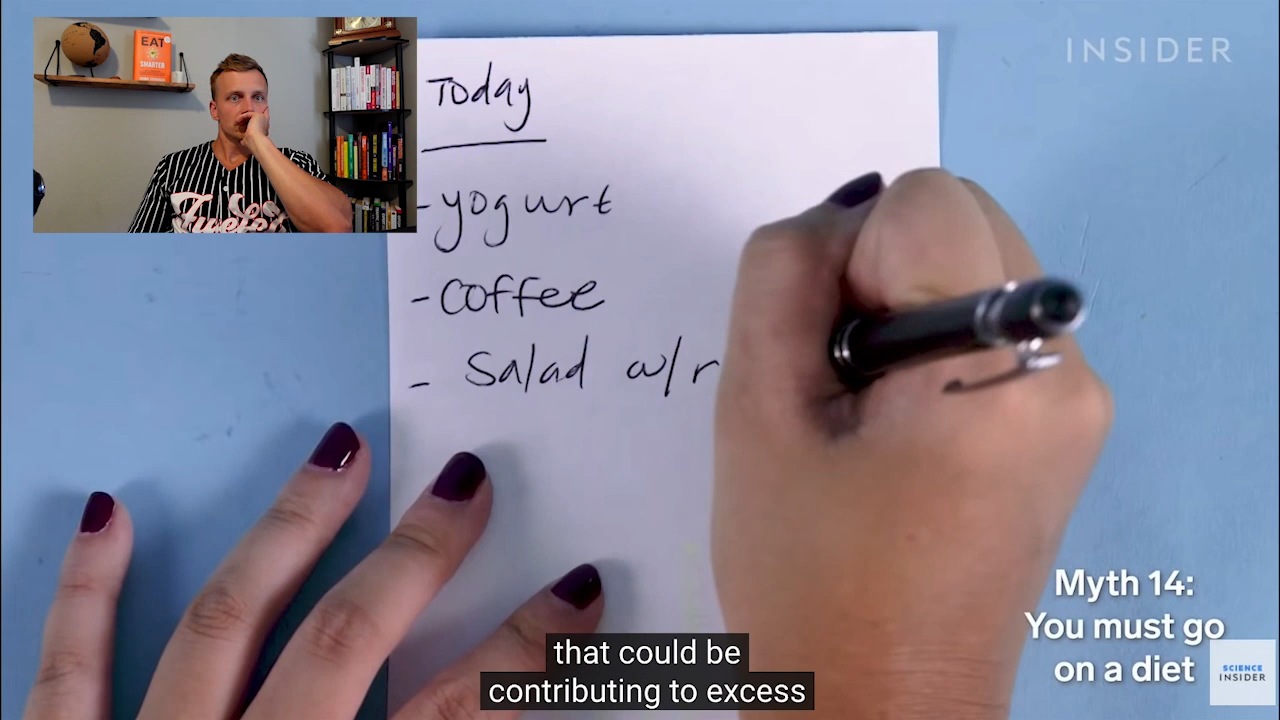 EAT
SMARTER
INSIDER
Today
-yogurt
-coffee
- Salad w/r
Myth 14:
You must go
on a diet
that could be
contributing to excess
SCIENCE
INSIDER